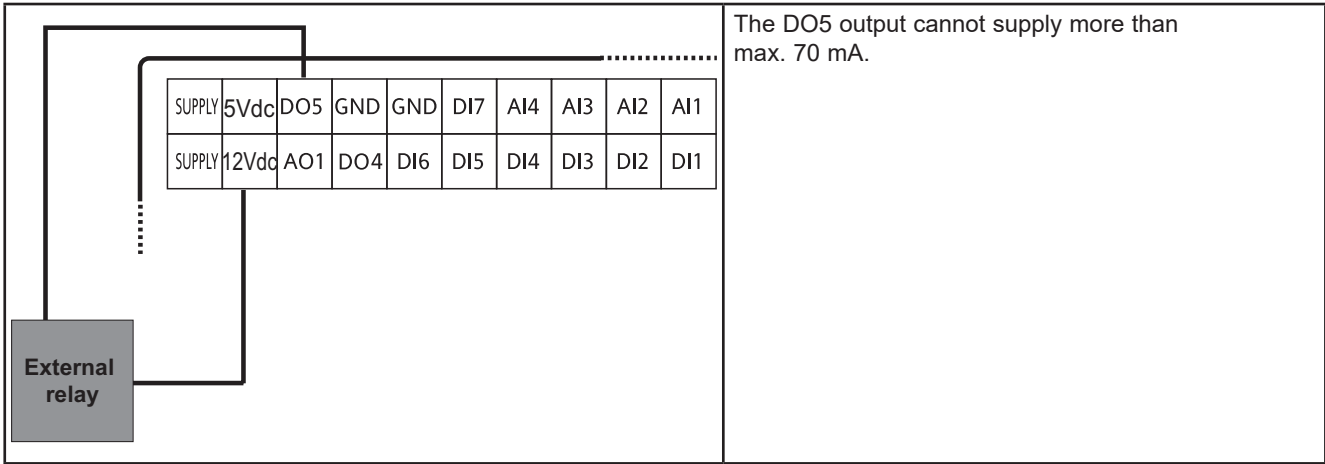 The DO5 output cannot supply more than
max. 70 mA.
SUPPLY 5Vdc DO5 GND GND DI7 AI4 AI3 AI2 AI1
SUPPLY 12Vdc AO1 DO4 DI6 DI5 DI4 DI3 DI2 DI1
External
relay